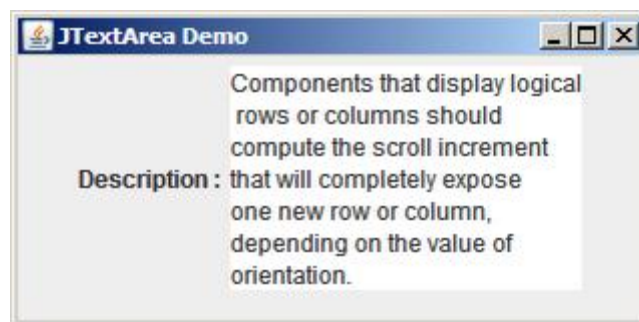 JTextArea Demo
Components that display logical
rows or columns should
compute the scroll increment
Description : that will completely expose
one new row or column,
depending on the value of
orientation.